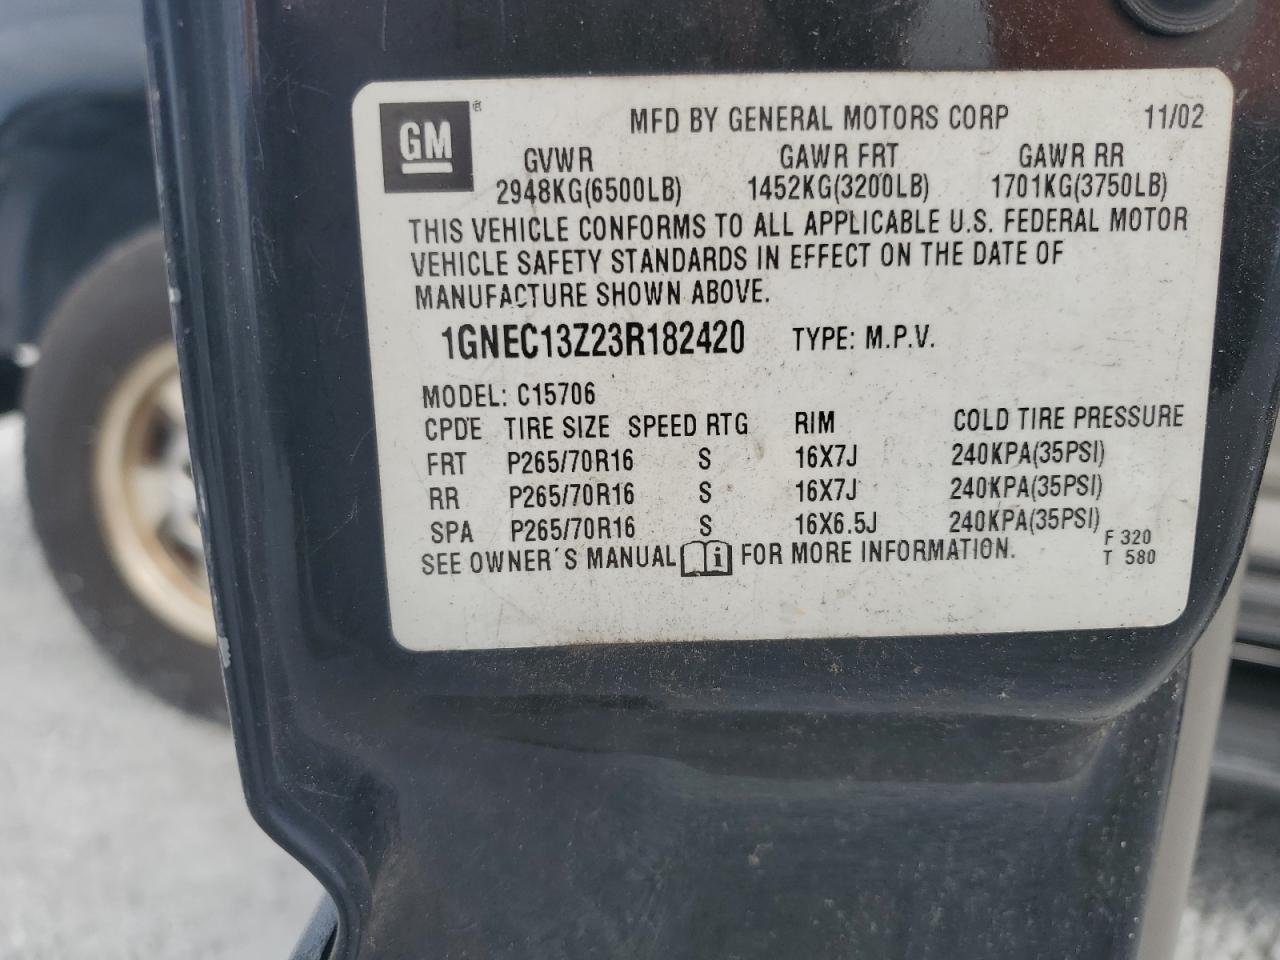 GM ®
MFD BY GENERAL MOTORS CORP 11/02
GVWR GAWR FRT GAWR RR
2948KG(6500LB) 1452KG(3200LB) 1701KG(3750LB)
THIS VEHICLE CONFORMS TO ALL APPLICABLE U.S. FEDERAL MOTOR
VEHICLE SAFETY STANDARDS IN EFFECT ON THE DATE OF
MANUFACTURE SHOWN ABOVE.
1GNEC13Z23R182420 TYPE: M.P.V.
MODEL: C15706
CPDE TIRE SIZE SPEED RTG RIM COLD TIRE PRESSURE
FRT P265/70R16 S 16X7J 240KPA(35PSI)
RR P265/70R16 S 16X7J 240KPA(35PSI)
SPA P265/70R16 S 16X6.5J 240KPA(35PSI)
SEE OWNER´S MANUAL i FOR MORE INFORMATION.
F 320
T 580